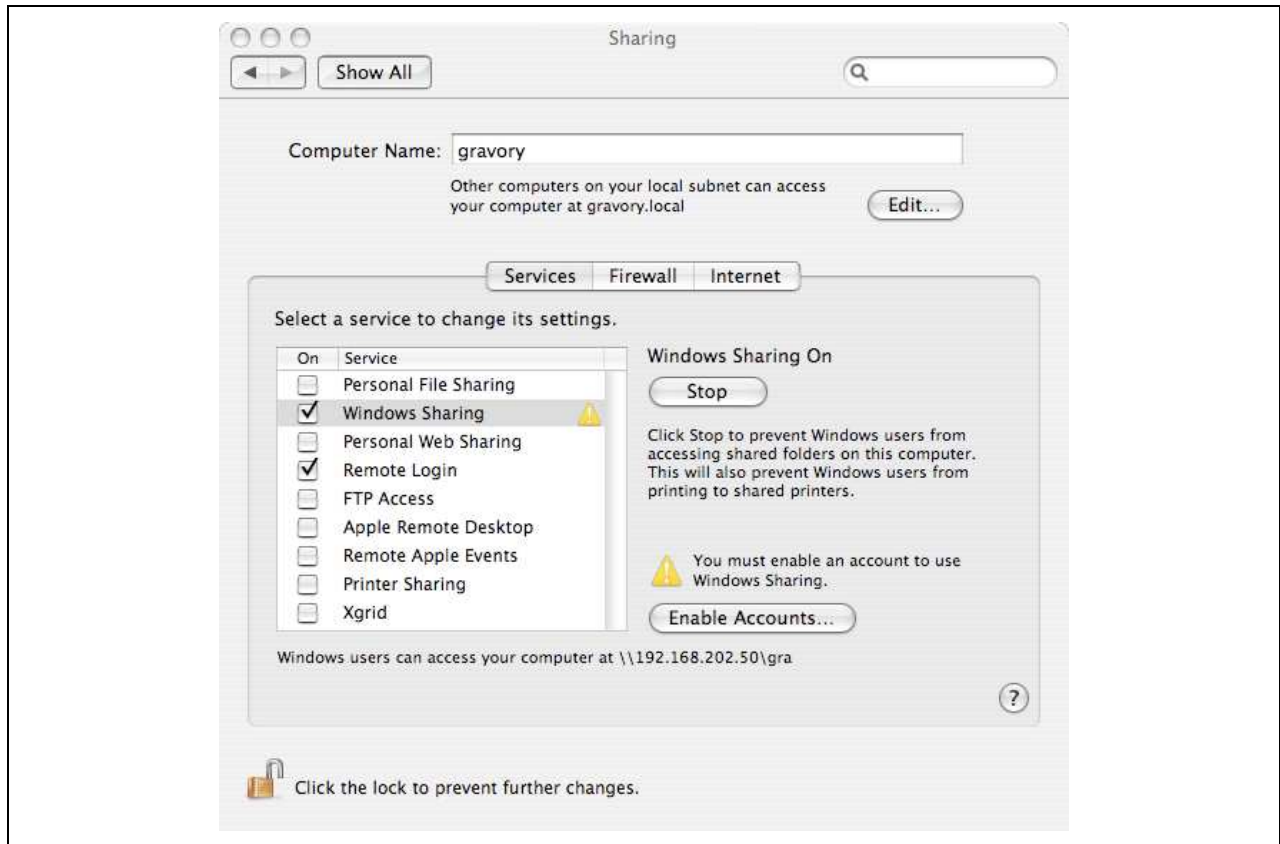 Sharing
Show All
Computer Name: gravory
Other computers on your local subnet can access
your computer at gravory.local
Edit...
Services Firewall Internet
Select a service to change its settings.
On Service
Personal File Sharing
Windows Sharing
Personal Web Sharing
Remote Login
FTP Access
Apple Remote Desktop
Remote Apple Events
Printer Sharing
Xgrid
Windows Sharing On
Stop
Click Stop to prevent Windows users from
accessing shared folders on this computer.
This will also prevent Windows users from
printing to shared printers.
You must enable an account to use
Windows Sharing.
Enable Accounts...
Windows users can access your computer at \\192.168.202.50\gra
?
Click the lock to prevent further changes.